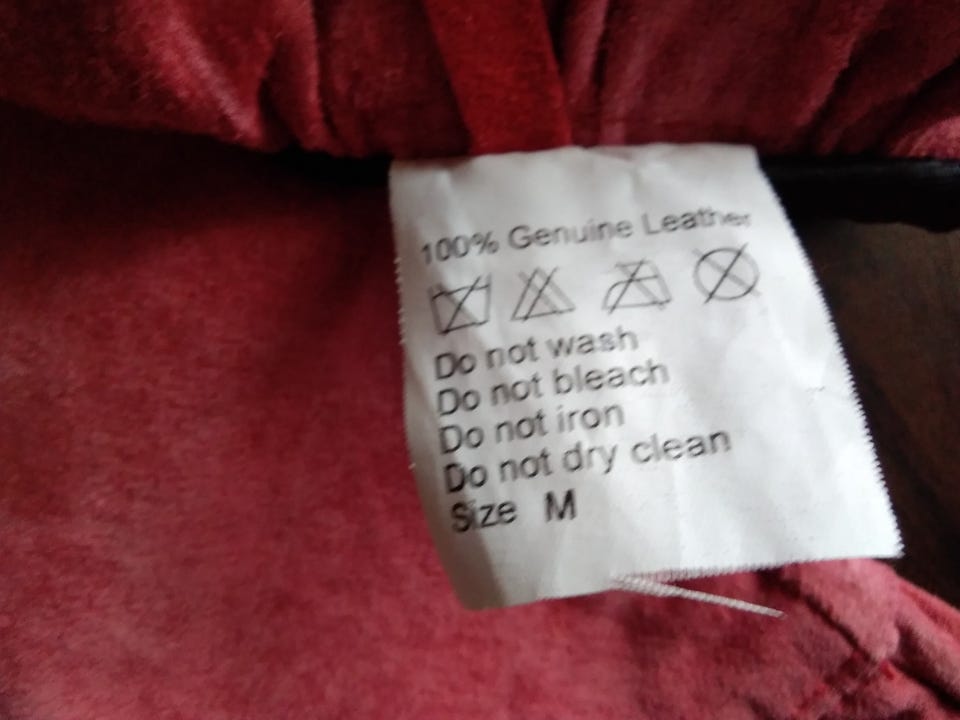 100% Genuine Leather
Do not wash
Do not bleach
Do not iron
Do not dry clean
Size M